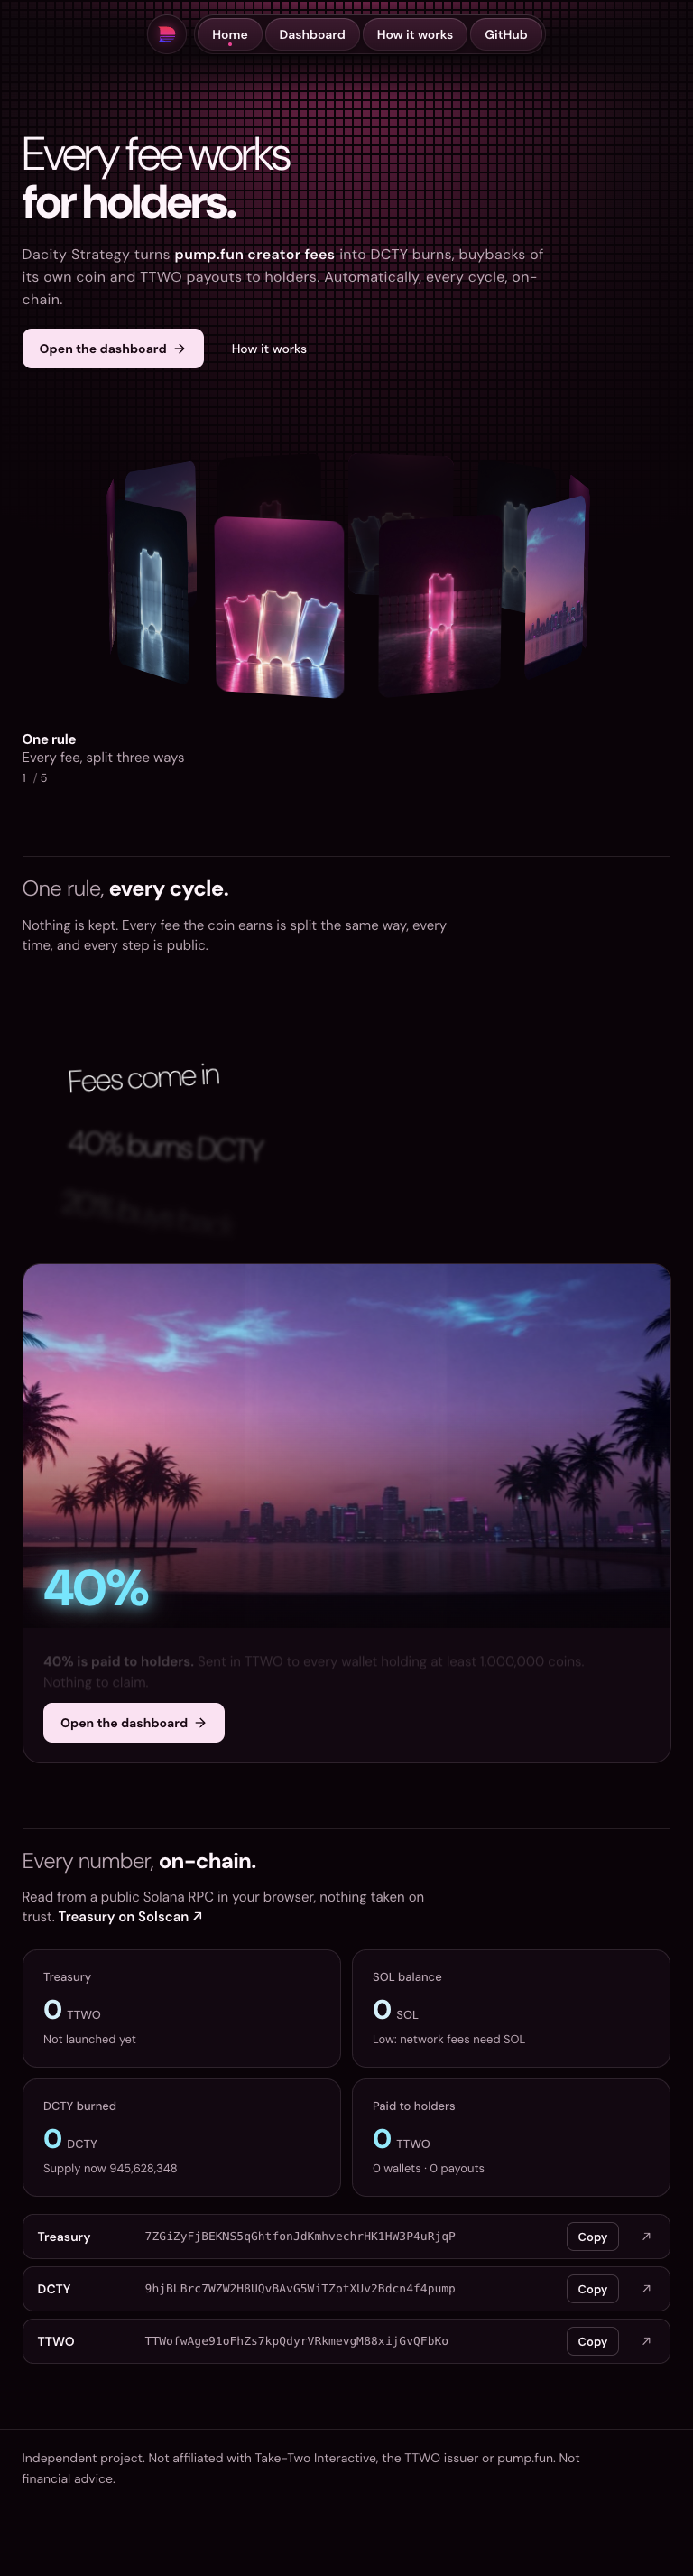 Home Dashboard How it works GitHub
Every fee works
for holders.
Dacity Strategy turns pump.fun creator fees into DCTY burns, buybacks of
its own coin and TTWO payouts to holders. Automatically, every cycle, on-
chain.
Open the dashboard → How it works
One rule
Every fee, split three ways
1 / 5
One rule, every cycle.
Nothing is kept. Every fee the coin earns is split the same way, every
time, and every step is public.
Fees come in
40% burns DCTY
40%
40% is paid to holders. Sent in TTWO to every wallet holding at least 1,000,000 coins.
Nothing to claim.
Open the dashboard →
Every number, on-chain.
Read from a public Solana RPC in your browser, nothing taken on
trust. Treasury on Solscan ↗
Treasury
0 TTWO
Not launched yet
SOL balance
0 SOL
Low: network fees need SOL
DCTY burned
0 DCTY
Supply now 945,628,348
Paid to holders
0 TTWO
0 wallets · 0 payouts
Treasury 7ZGiZyFjBEKNS5qGhtfonJdKmhvechrHK1HW3P4uRjqP Copy ↗
DCTY 9hjBLBrc7WZW2H8UQvBAvG5WiTZotXUv2Bdcn4f4pump Copy ↗
TTWO TTWofwAge91oFhZs7kpQdyrVRkmevgM88xijGvQFbKo Copy ↗
Independent project. Not affiliated with Take-Two Interactive, the TTWO issuer or pump.fun. Not
financial advice.